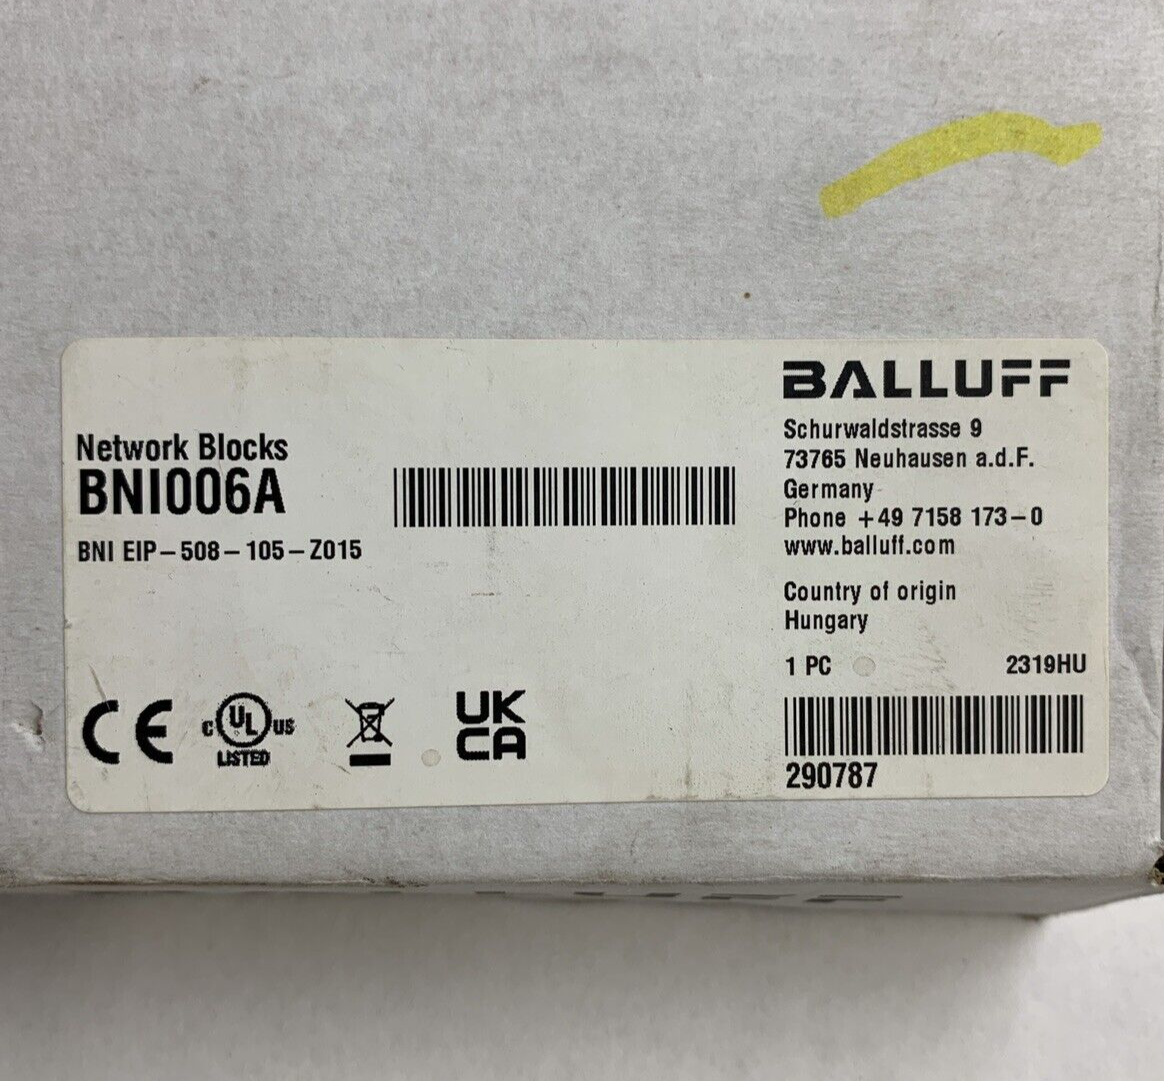 Network Blocks
BNI006A
BNI EIP-508-105-Z015
CE
c UL US
LISTED
UK
CA
BALLUFF
Schurwaldstrasse 9
73765 Neuhausen a.d.F.
Germany
Phone +49 7158 173-0
www.balluff.com
Country of origin
Hungary
1 PC 2319HU
290787